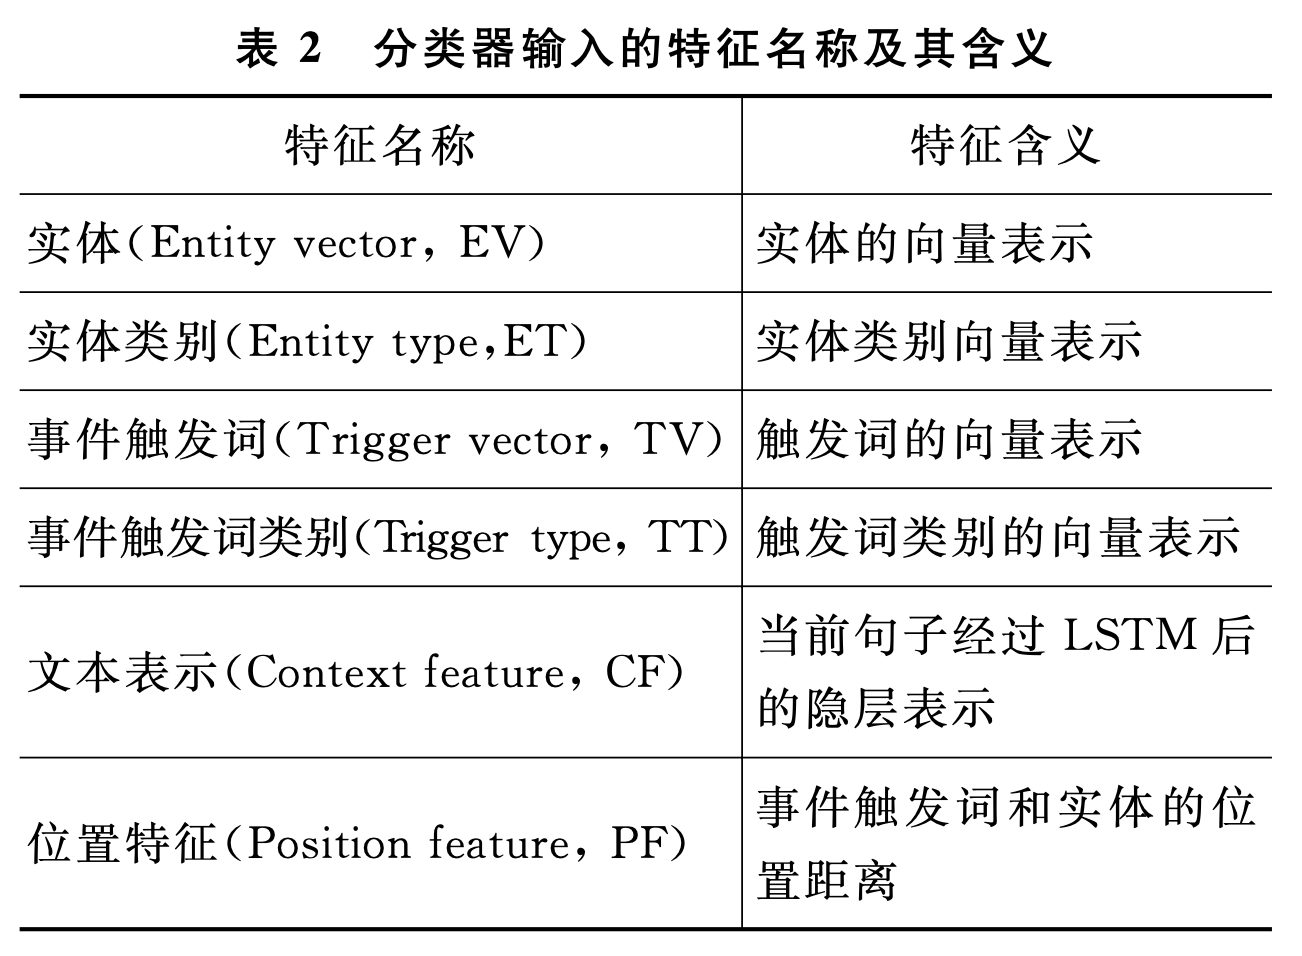 表 2 分类器输入的特征名称及其含义
特征名称 特征含义
实体(Entity vector, EV) 实体的向量表示
实体类别(Entity type,ET) 实体类别向量表示
事件触发词(Trigger vector, TV) 触发词的向量表示
事件触发词类别(Trigger type, TT) 触发词类别的向量表示
文本表示(Context feature, CF) 当前句子经过 LSTM 后
的隐层表示
位置特征(Position feature, PF) 事件触发词和实体的位
置距离